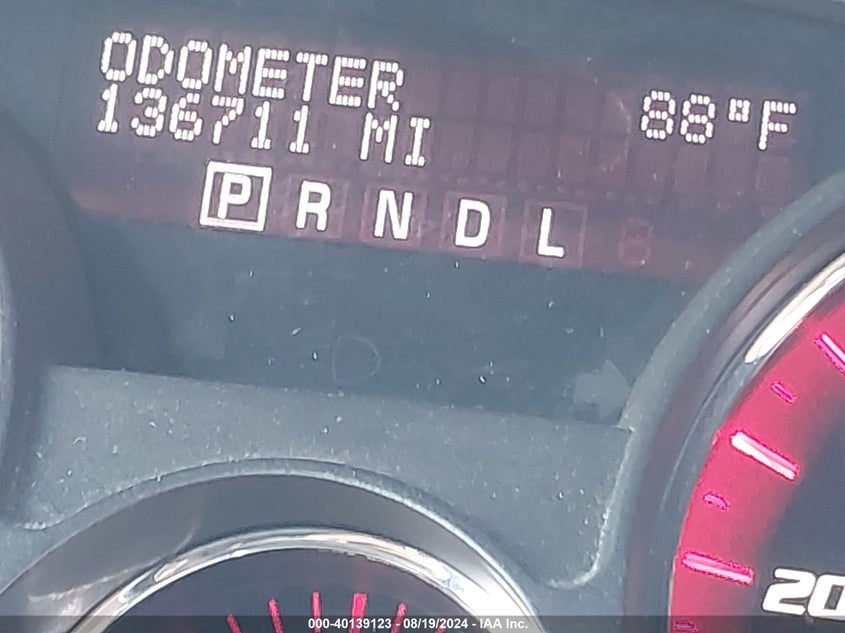 ODOMETER
136711 MI 88°F
P R N D L
20
000-40139123 - 08/19/2024 - IAA Inc.